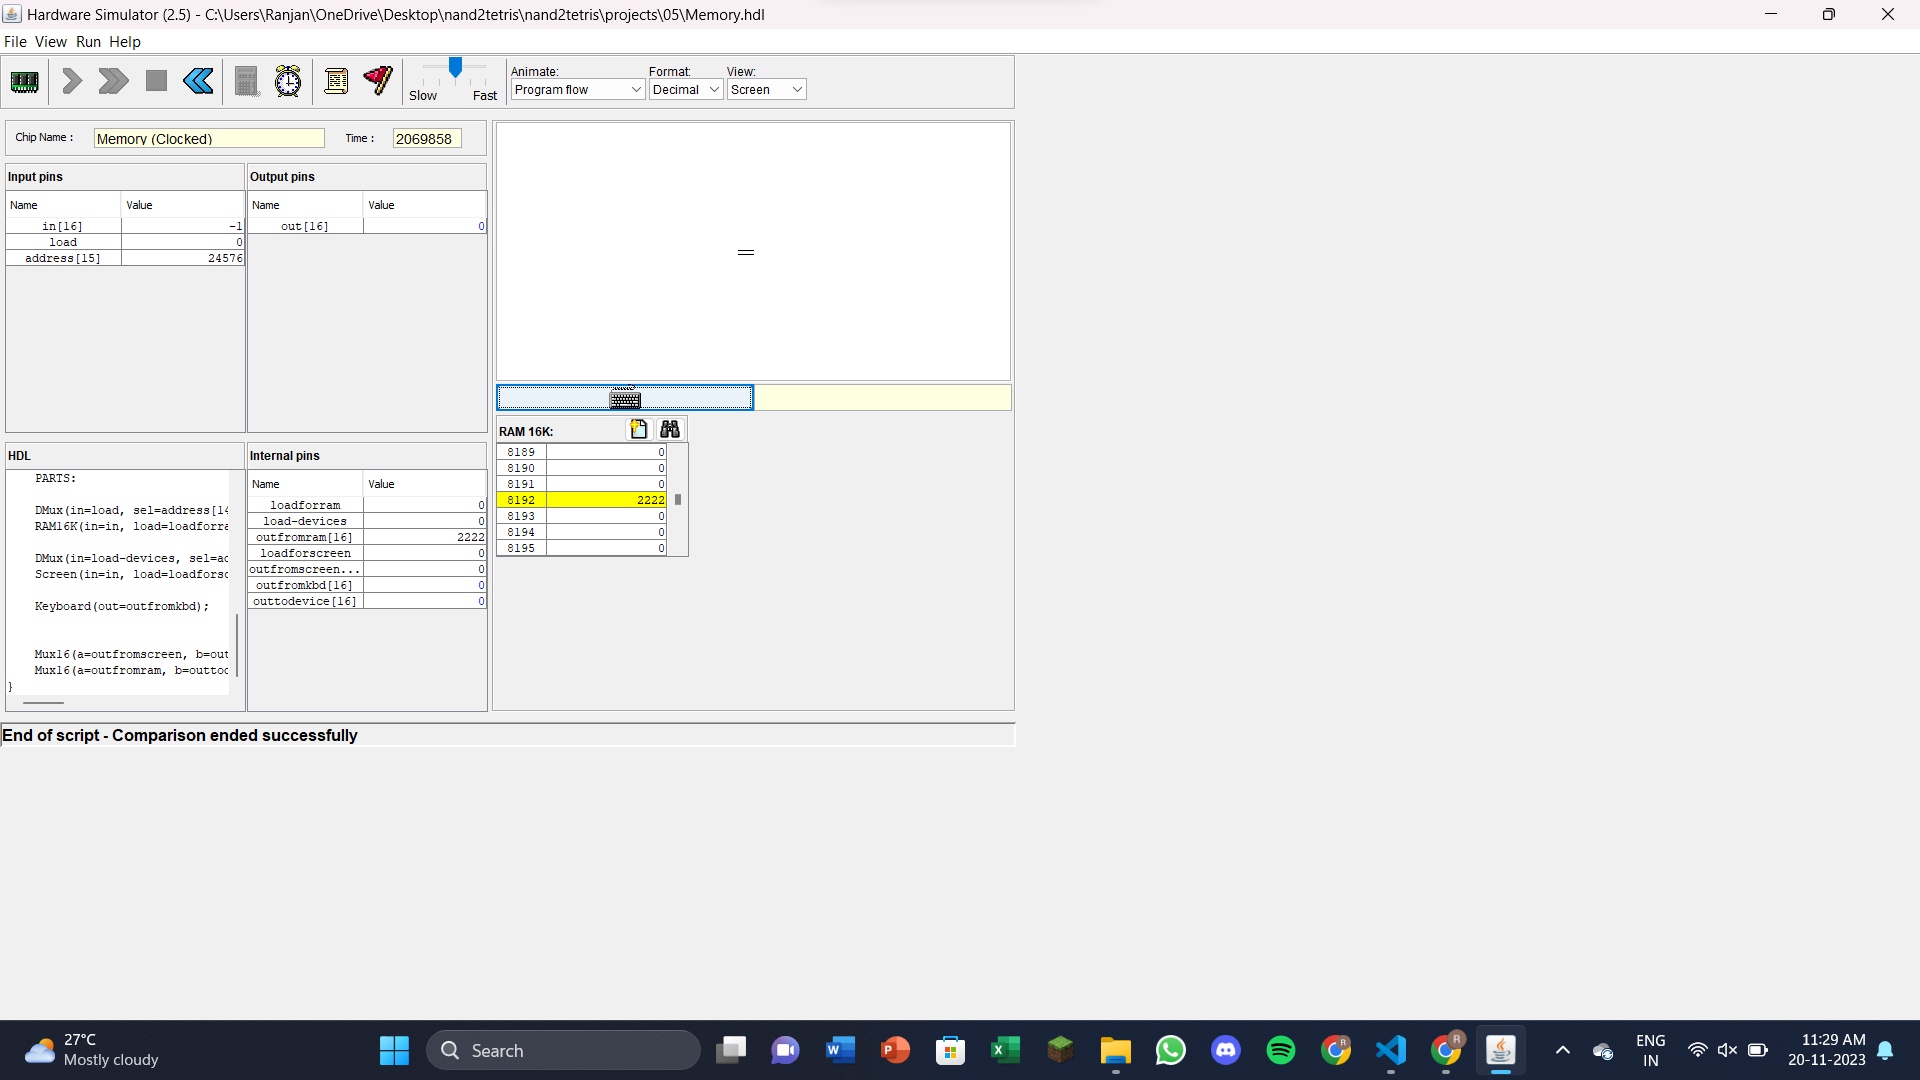 Hardware Simulator (2.5) - C:\Users\Ranjan\OneDrive\Desktop\nand2tetris\nand2tetris\projects\05\Memory.hdl
File View Run Help
Slow Fast
Animate: Format: View:
Program flow Decimal Screen
Chip Name : Memory (Clocked) Time : 2069858
Input pins
Name Value
in[16] -1
load 0
address[15] 24576
Output pins
Name Value
out[16] 0
RAM 16K:
8189 0
8190 0
8191 0
8192 2222
8193 0
8194 0
8195 0
HDL
PARTS:
DMux(in=load, sel=address[14
RAM16K(in=in, load=loadforra
DMux(in=load-devices, sel=ad
Screen(in=in, load=loadforsc
Keyboard(out=outfromkbd);
Mux16(a=outfromscreen, b=out
Mux16(a=outfromram, b=outtod
}
Internal pins
Name Value
loadforram 0
load-devices 0
outfromram[16] 2222
loadforscreen 0
outfromscreen... 0
outfromkbd[16] 0
outtodevice[16] 0
End of script - Comparison ended successfully
27°C
Mostly cloudy
Search
ENG
IN
11:29 AM
20-11-2023